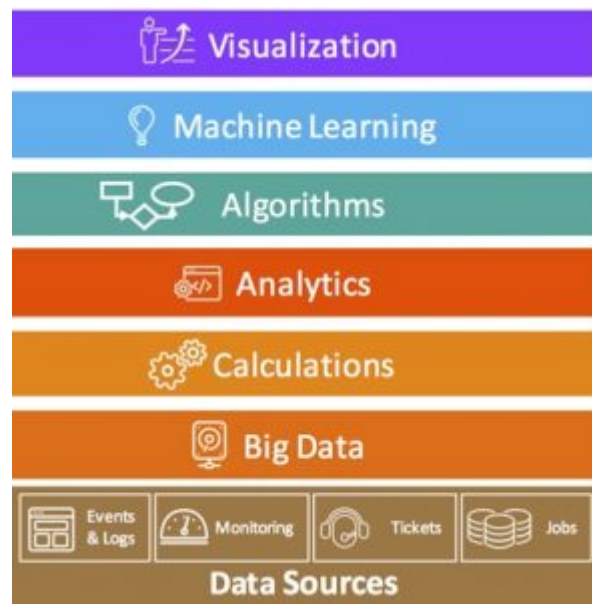 Visualization
Machine Learning
Algorithms
Analytics
Calculations
Big Data
Events
& Logs
Monitoring
Tickets
Jobs
Data Sources